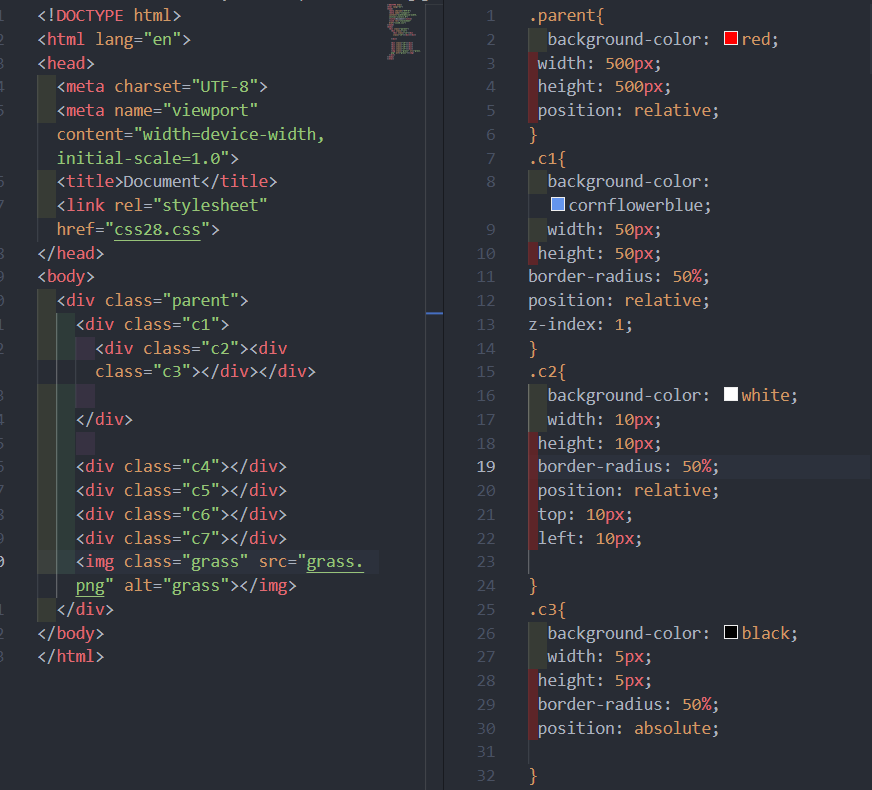 <!DOCTYPE html>
<html lang="en">
<head>
<meta charset="UTF-8">
<meta name="viewport"
content="width=device-width,
initial-scale=1.0">
<title>Document</title>
<link rel="stylesheet"
href="css28.css">
</head>
<body>
<div class="parent">
<div class="c1">
<div class="c2"><div
class="c3"></div></div>
</div>
<div class="c4"></div>
<div class="c5"></div>
<div class="c6"></div>
<div class="c7"></div>
<img class="grass" src="grass.
png" alt="grass"></img>
</div>
</body>
</html>
1 .parent{
2 background-color: red;
3 width: 500px;
4 height: 500px;
5 position: relative;
6 }
7 .c1{
8 background-color:
cornflowerblue;
9 width: 50px;
10 height: 50px;
11 border-radius: 50%;
12 position: relative;
13 z-index: 1;
14 }
15 .c2{
16 background-color: white;
17 width: 10px;
18 height: 10px;
19 border-radius: 50%;
20 position: relative;
21 top: 10px;
22 left: 10px;
23
24 }
25 .c3{
26 background-color: black;
27 width: 5px;
28 height: 5px;
29 border-radius: 50%;
30 position: absolute;
31
32 }